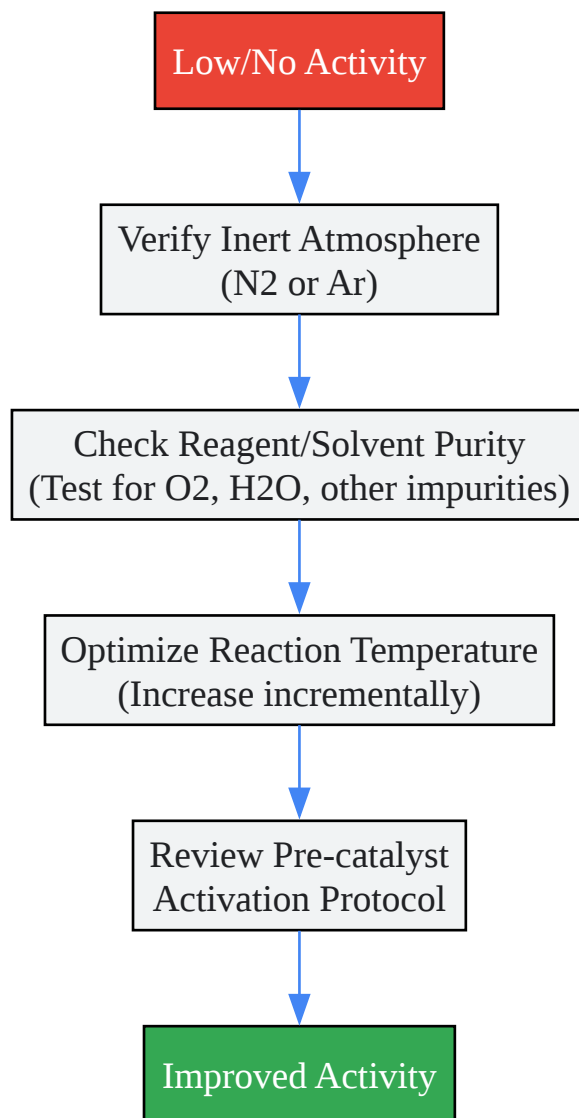 Low/No Activity
Verify Inert Atmosphere
(N2 or Ar)
Check Reagent/Solvent Purity
(Test for O2, H2O, other impurities)
Optimize Reaction Temperature
(Increase incrementally)
Review Pre-catalyst
Activation Protocol
Improved Activity